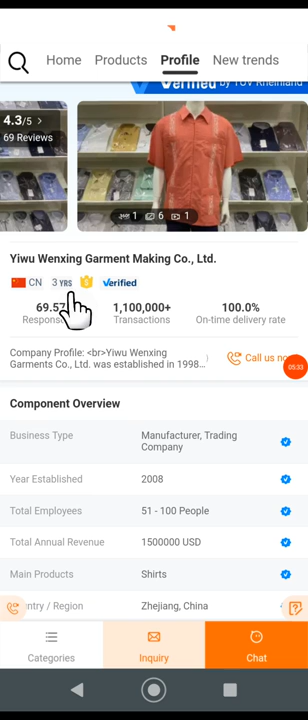 Home Products Profile New trends
Verified by TÜV Rheinland
4.3/5 >
69 Reviews
1 6 1
Yiwu Wenxing Garment Making Co., Ltd.
CN 3 YRS Verified
1,100,000+ 100.0%
Transactions On-time delivery rate
Company Profile: <br>Yiwu Wenxing
Garments Co., Ltd. was established in 1998...
Call us
05:33
Component Overview
Business Type Manufacturer, Trading
Company
Year Established 2008
Total Employees 51 - 100 People
Total Annual Revenue 1500000 USD
Main Products Shirts
/ Region Zhejiang, China
Categories Inquiry Chat